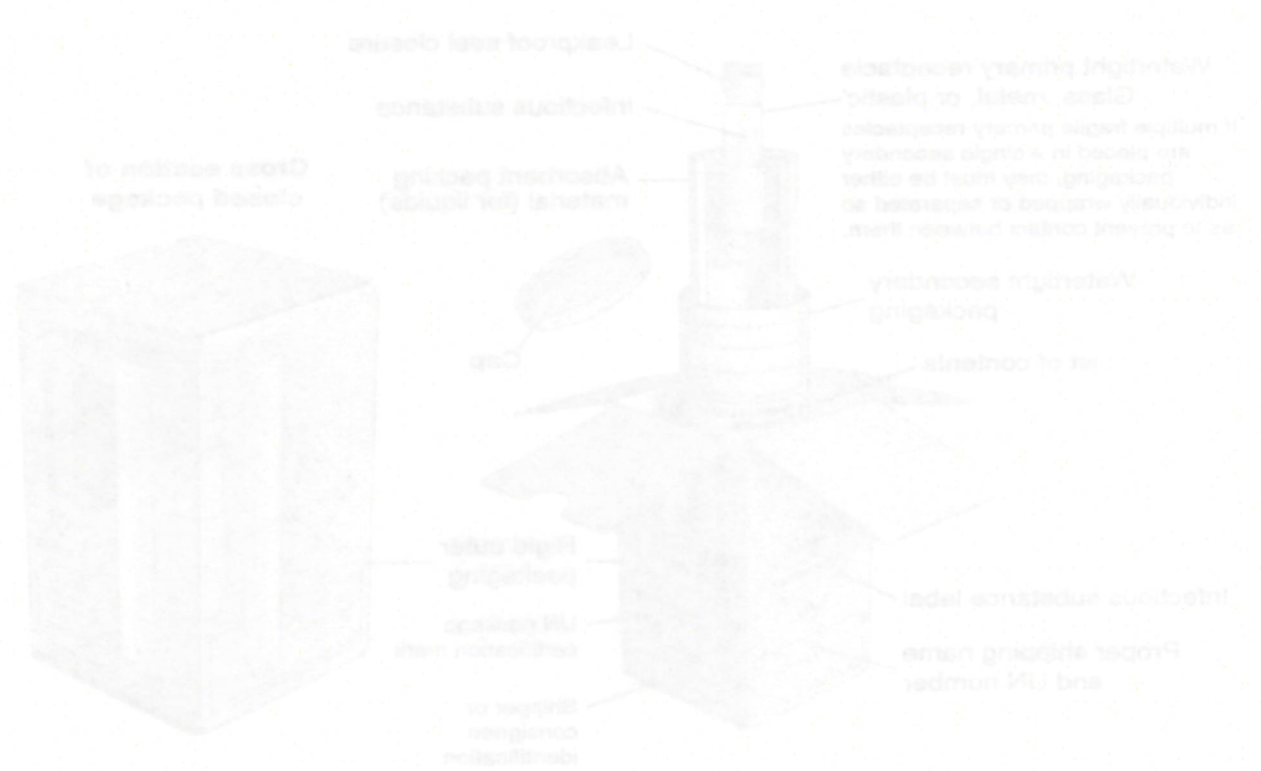 Leakproof seal closure
Infectious substance
Absorbent packing
material (for liquids)
Cross section of
closed package
Cap
Watertight primary receptacle
Glass, metal, or plastic
If multiple fragile primary receptacles
are placed in a single secondary
packaging, they must be either
individually wrapped or separated so
as to prevent contact between them.
Watertight secondary
packaging
of contents
Rigid outer
packaging
UN package
certification mark
Shipper or
consignee
identification
Infectious substance label
Proper shipping name
and UN number